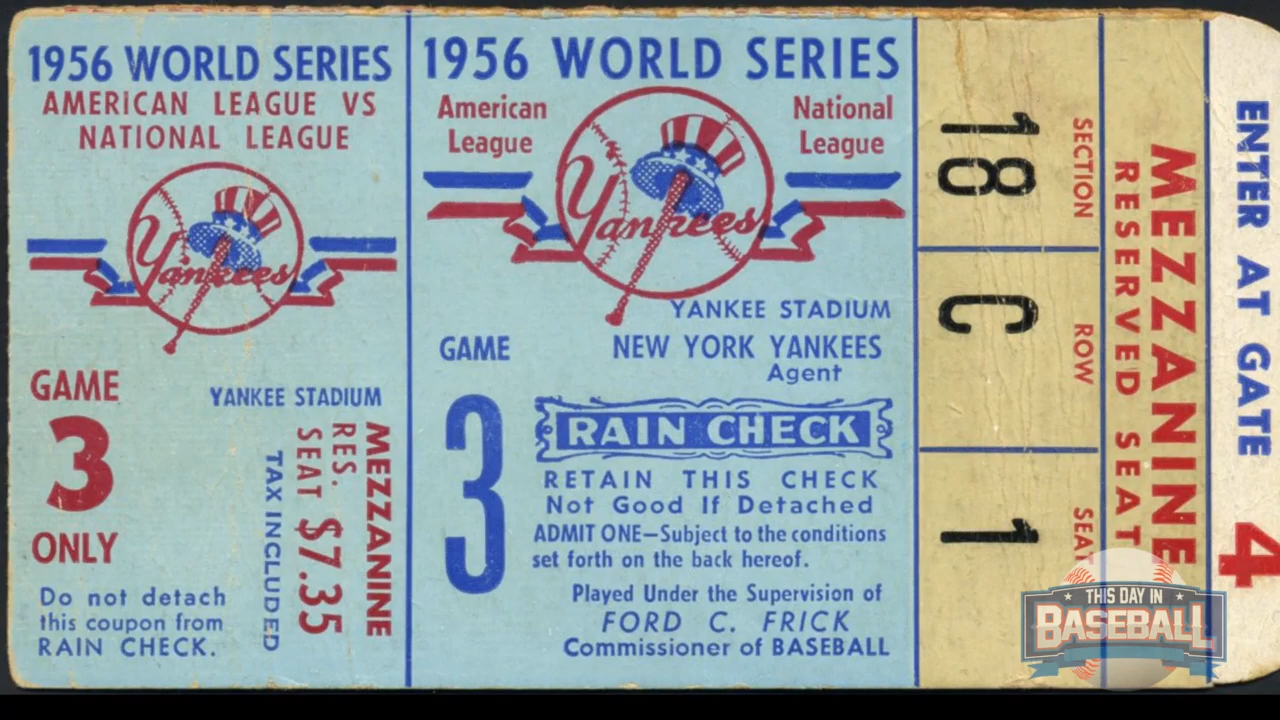 1956 WORLD SERIES
AMERICAN LEAGUE VS
NATIONAL LEAGUE
Yankees
GAME
3
ONLY
YANKEE STADIUM
MEZZANINE
RES.
SEAT $7.35
TAX INCLUDED
Do not detach
this coupon from
RAIN CHECK.
1956 WORLD SERIES
American
League
National
League
Yankees
YANKEE STADIUM
NEW YORK YANKEES
Agent
GAME
3
RAIN CHECK
RETAIN THIS CHECK
Not Good If Detached
ADMIT ONE—Subject to the conditions
set forth on the back hereof.
Played Under the Supervision of
FORD C. FRICK
Commissioner of BASEBALL
SECTION
18
ROW
C
SEAT
1
MEZZANINE
RESERVED SEAT
ENTER AT GATE
4
THIS DAY IN
BASEBALL